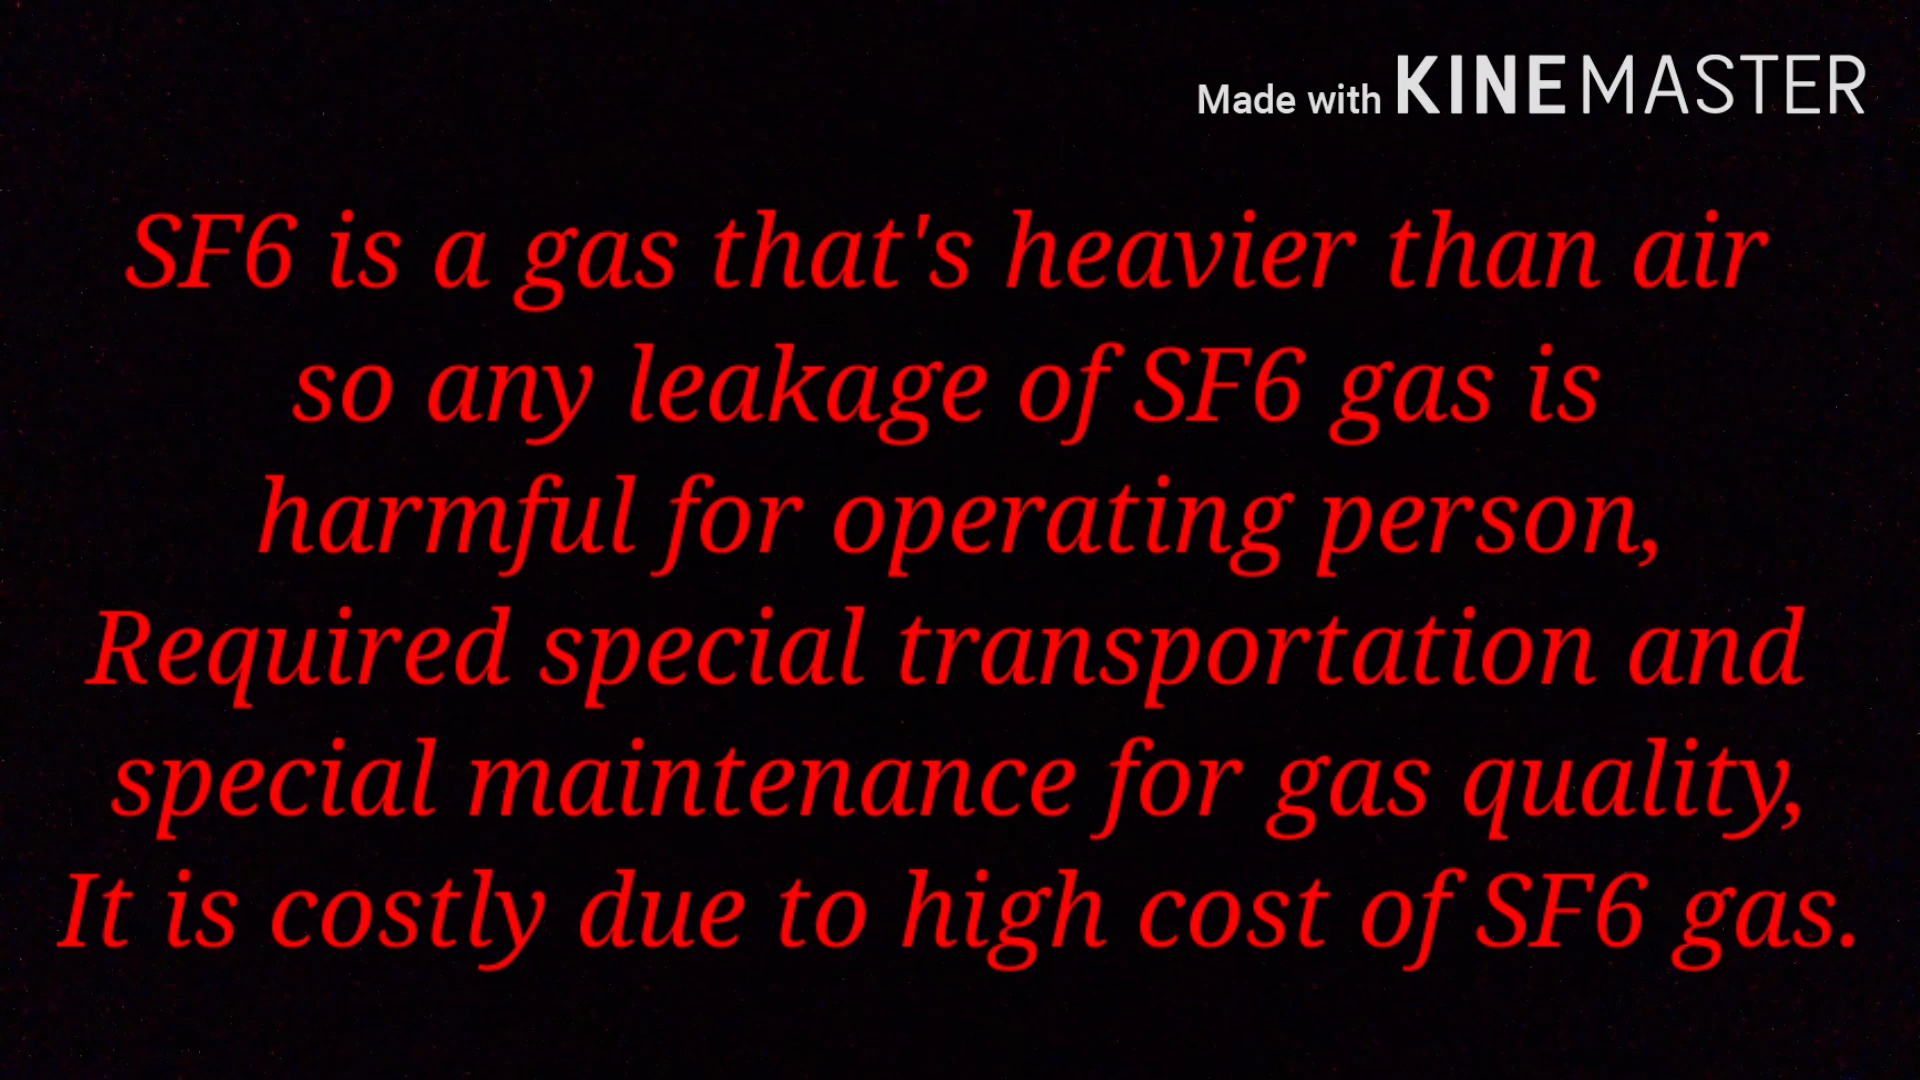 Made with KINEMASTER
SF6 is a gas that's heavier than air
so any leakage of SF6 gas is
harmful for operating person,
Required special transportation and
special maintenance for gas quality,
It is costly due to high cost of SF6 gas.